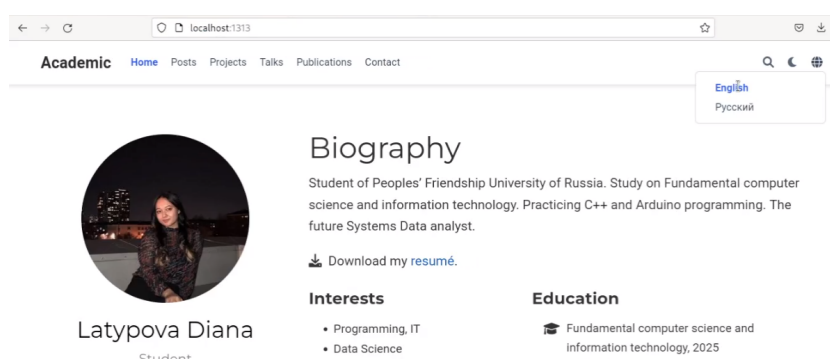 localhost:1313
Academic Home Posts Projects Talks Publications Contact
English
Русский
Biography
Student of Peoples' Friendship University of Russia. Study on Fundamental computer
science and information technology. Practicing C++ and Arduino programming. The
future Systems Data analyst.
Download my resumé.
Latypova Diana
Student
Interests
• Programming, IT
• Data Science
Education
Fundamental computer science and
information technology, 2025